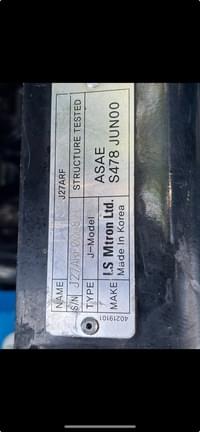 NAME J27ARF
S/N
TYPE J-Model
MAKE LS Mtron Ltd.
Made In Korea
STRUCTURE TESTED
ASAE
S478 JUN00
40219101